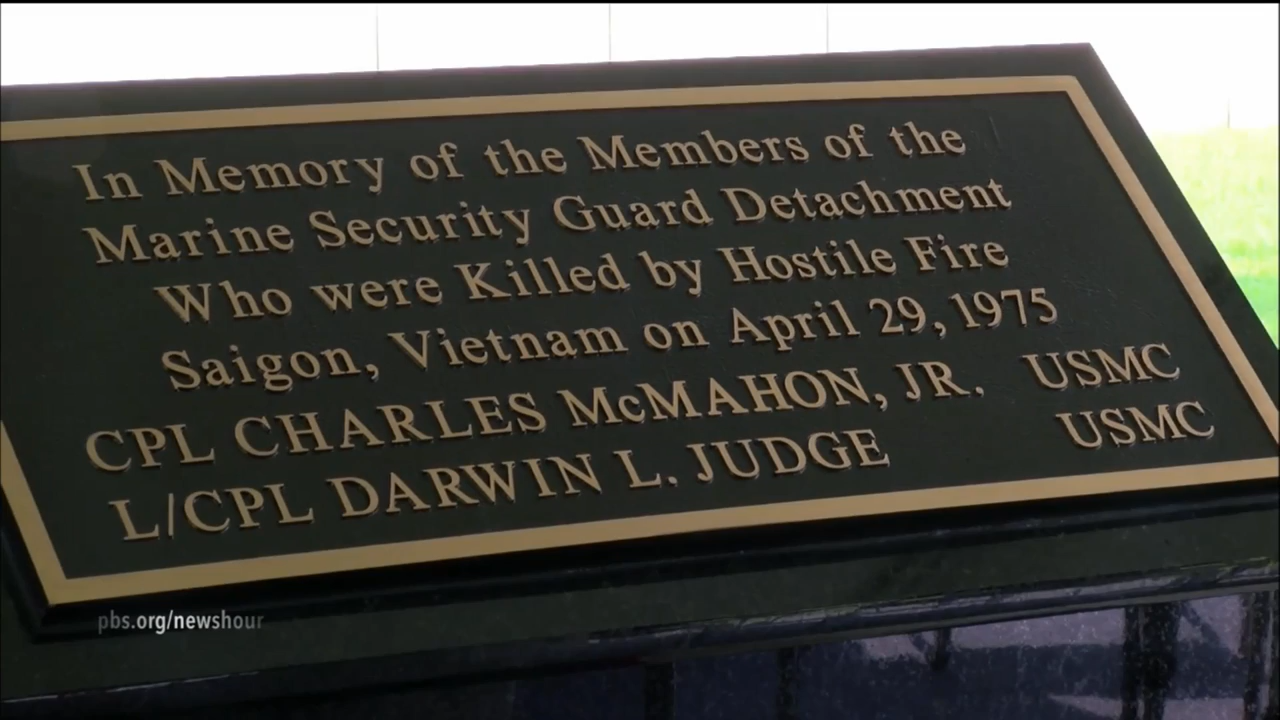 In Memory of the Members of the
Marine Security Guard Detachment
Who were Killed by Hostile Fire
Saigon, Vietnam on April 29, 1975
CPL CHARLES McMAHON, JR. USMC
L/CPL DARWIN L. JUDGE USMC
pbs.org/newshour